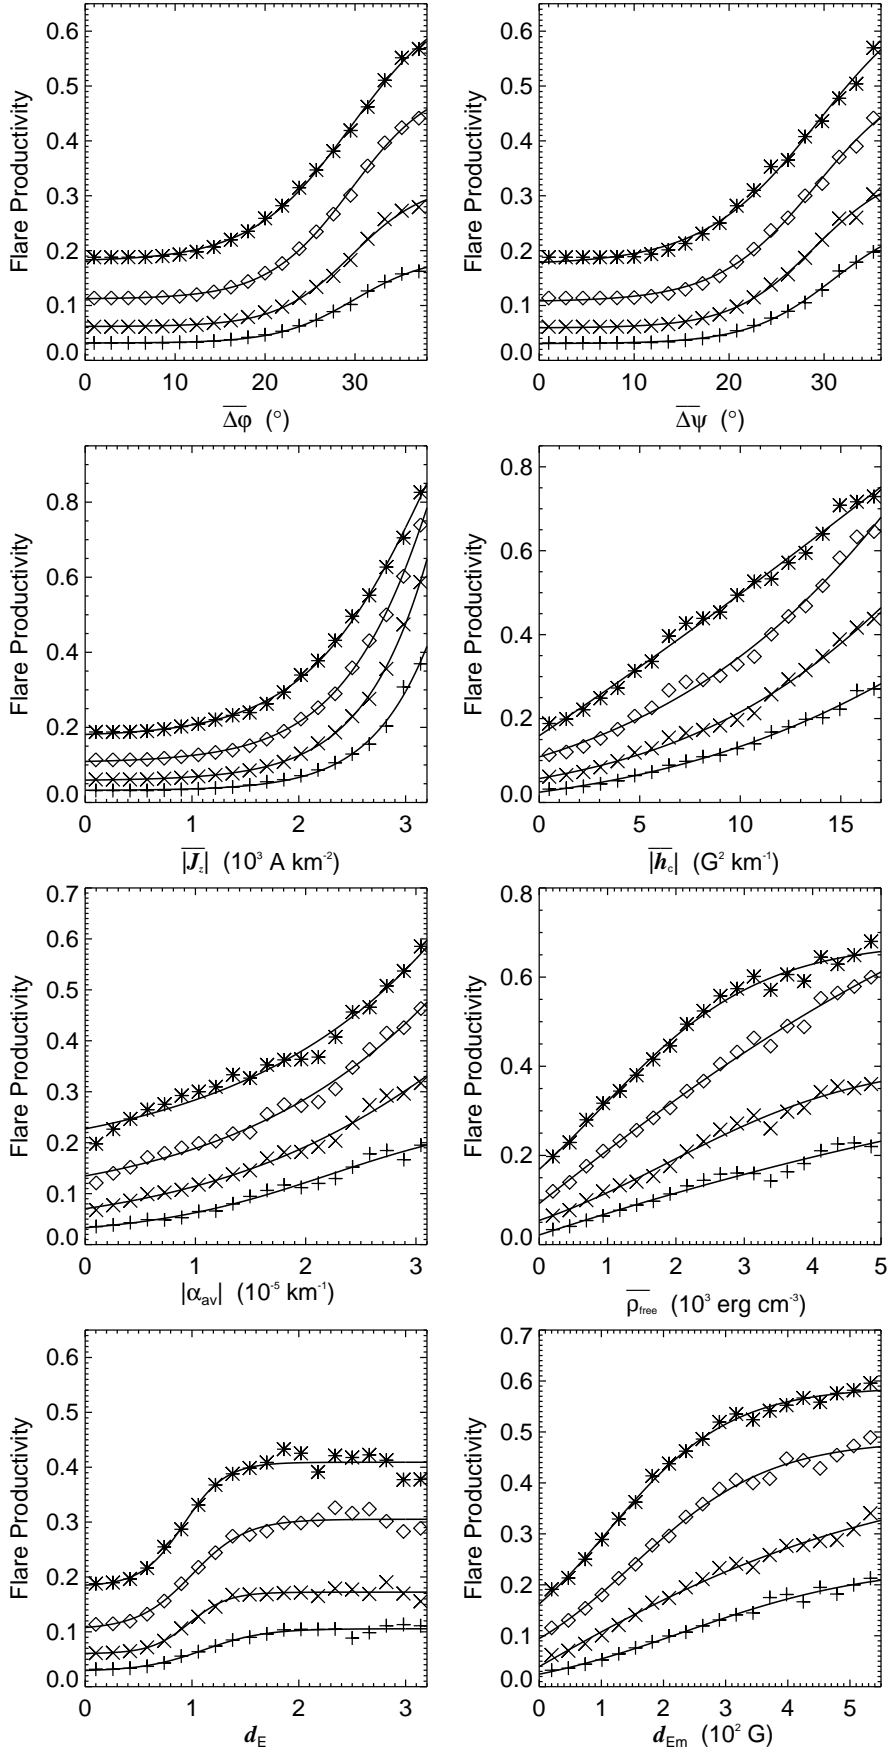 0.6
0.5
0.4
0.3
0.2
0.1
0.0
Flare Productivity
0 10 20 30
Δφ (°)
0.6
0.5
0.4
0.3
0.2
0.1
0.0
Flare Productivity
0 10 20 30
Δψ (°)
0.8
0.6
0.4
0.2
0.0
Flare Productivity
0 1 2 3
|J_z| (10³ A km⁻²)
0.8
0.6
0.4
0.2
0.0
Flare Productivity
0 5 10 15
|h_c| (G² km⁻¹)
0.7
0.6
0.5
0.4
0.3
0.2
0.1
0.0
Flare Productivity
0 1 2 3
|α_av| (10⁻⁵ km⁻¹)
0.8
0.6
0.4
0.2
0.0
Flare Productivity
0 1 2 3 4 5
ρ_free (10³ erg cm⁻³)
0.6
0.5
0.4
0.3
0.2
0.1
0.0
Flare Productivity
0 1 2 3
d_E
0.7
0.6
0.5
0.4
0.3
0.2
0.1
0.0
Flare Productivity
0 1 2 3 4 5
d_Em (10² G)